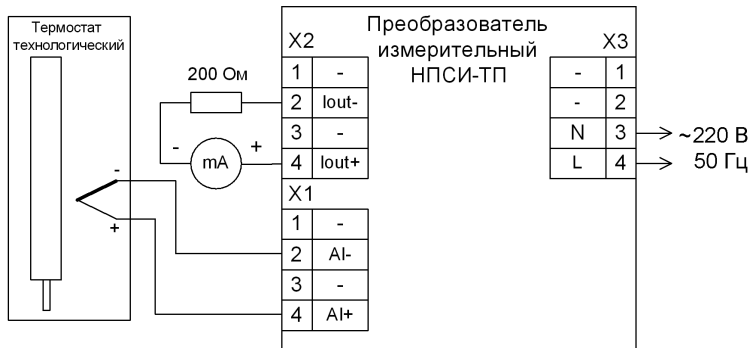 Термостат
технологический
200 Ом
- mA +
-
+
Преобразователь
измерительный
НПСИ-ТП
X2
1 -
2 Iout-
3 -
4 Iout+
X1
1 -
2 AI-
3 -
4 AI+
X3
- 1
- 2
N 3
L 4
~220 В
50 Гц